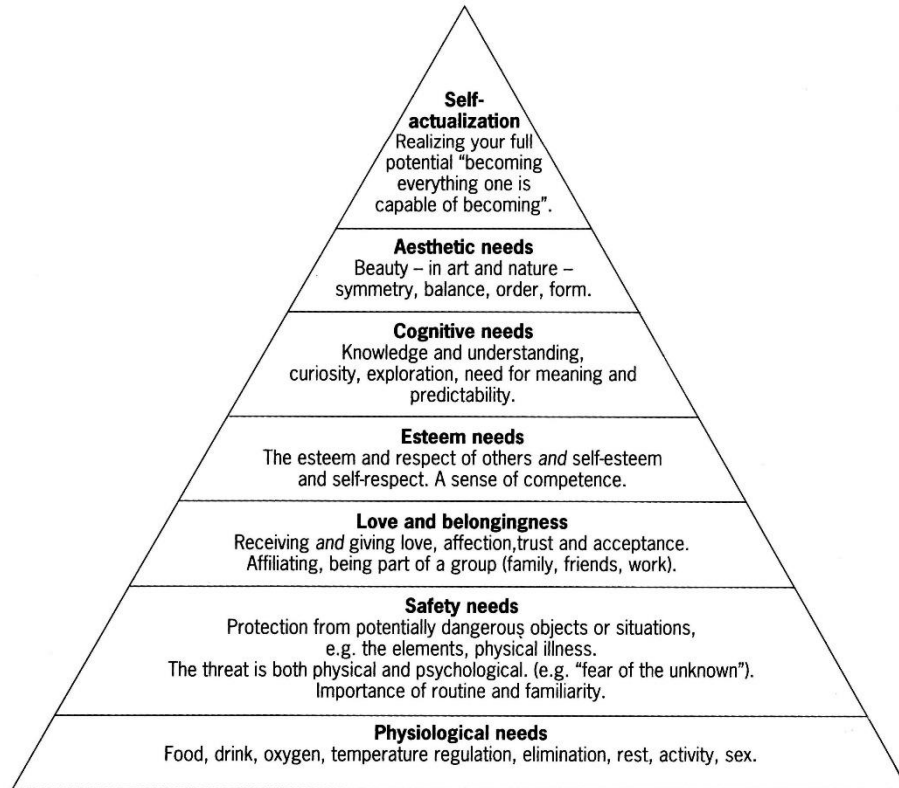 Self-
actualization
Realizing your full
potential “becoming
everything one is
capable of becoming”.
Aesthetic needs
Beauty – in art and nature –
symmetry, balance, order, form.
Cognitive needs
Knowledge and understanding,
curiosity, exploration, need for meaning and
predictability.
Esteem needs
The esteem and respect of others and self-esteem
and self-respect. A sense of competence.
Love and belongingness
Receiving and giving love, affection,trust and acceptance.
Affiliating, being part of a group (family, friends, work).
Safety needs
Protection from potentially dangerous objects or situations,
e.g. the elements, physical illness.
The threat is both physical and psychological. (e.g. “fear of the unknown”).
Importance of routine and familiarity.
Physiological needs
Food, drink, oxygen, temperature regulation, elimination, rest, activity, sex.